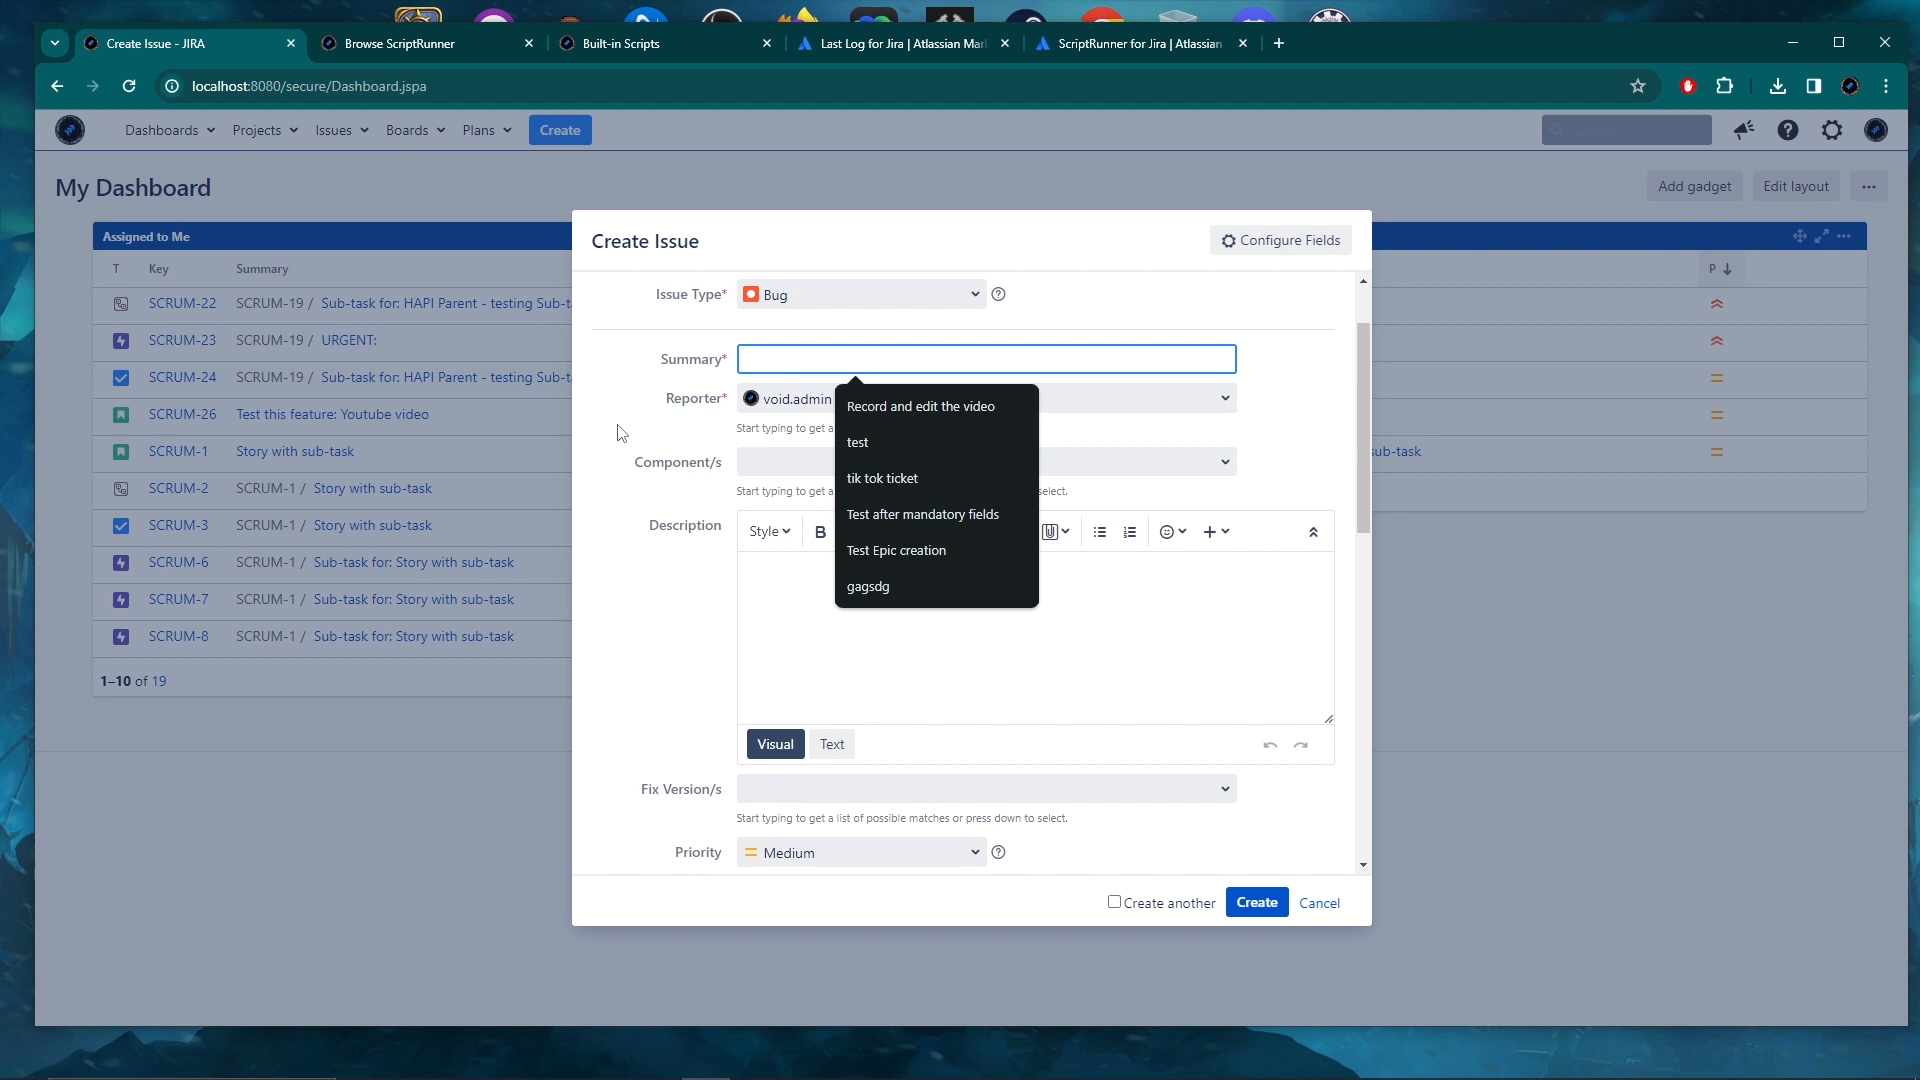 Create Issue - JIRA
Browse ScriptRunner
Built-in Scripts
Last Log for Jira | Atlassian Mar
ScriptRunner for Jira | Atlassian
localhost:8080/secure/Dashboard.jspa
Dashboards
Projects
Issues
Boards
Plans
Create
Search
My Dashboard
Add gadget
Edit layout
Assigned to Me
T Key Summary
P
SCRUM-22 SCRUM-19 / Sub-task for: HAPI Parent - testing Sub-t
SCRUM-23 SCRUM-19 / URGENT:
SCRUM-24 SCRUM-19 / Sub-task for: HAPI Parent - testing Sub-t
SCRUM-26 Test this feature: Youtube video
SCRUM-1 Story with sub-task
sub-task
SCRUM-2 SCRUM-1 / Story with sub-task
SCRUM-3 SCRUM-1 / Story with sub-task
SCRUM-6 SCRUM-1 / Sub-task for: Story with sub-task
SCRUM-7 SCRUM-1 / Sub-task for: Story with sub-task
SCRUM-8 SCRUM-1 / Sub-task for: Story with sub-task
1–10 of 19
Create Issue
Configure Fields
Issue Type* Bug
Summary*
Reporter* void.admin
Start typing to get a
Component/s
Start typing to get a
select.
Description
Style
B
Record and edit the video
test
tik tok ticket
Test after mandatory fields
Test Epic creation
gagsdg
Visual
Text
Fix Version/s
Start typing to get a list of possible matches or press down to select.
Priority Medium
Create another
Create
Cancel